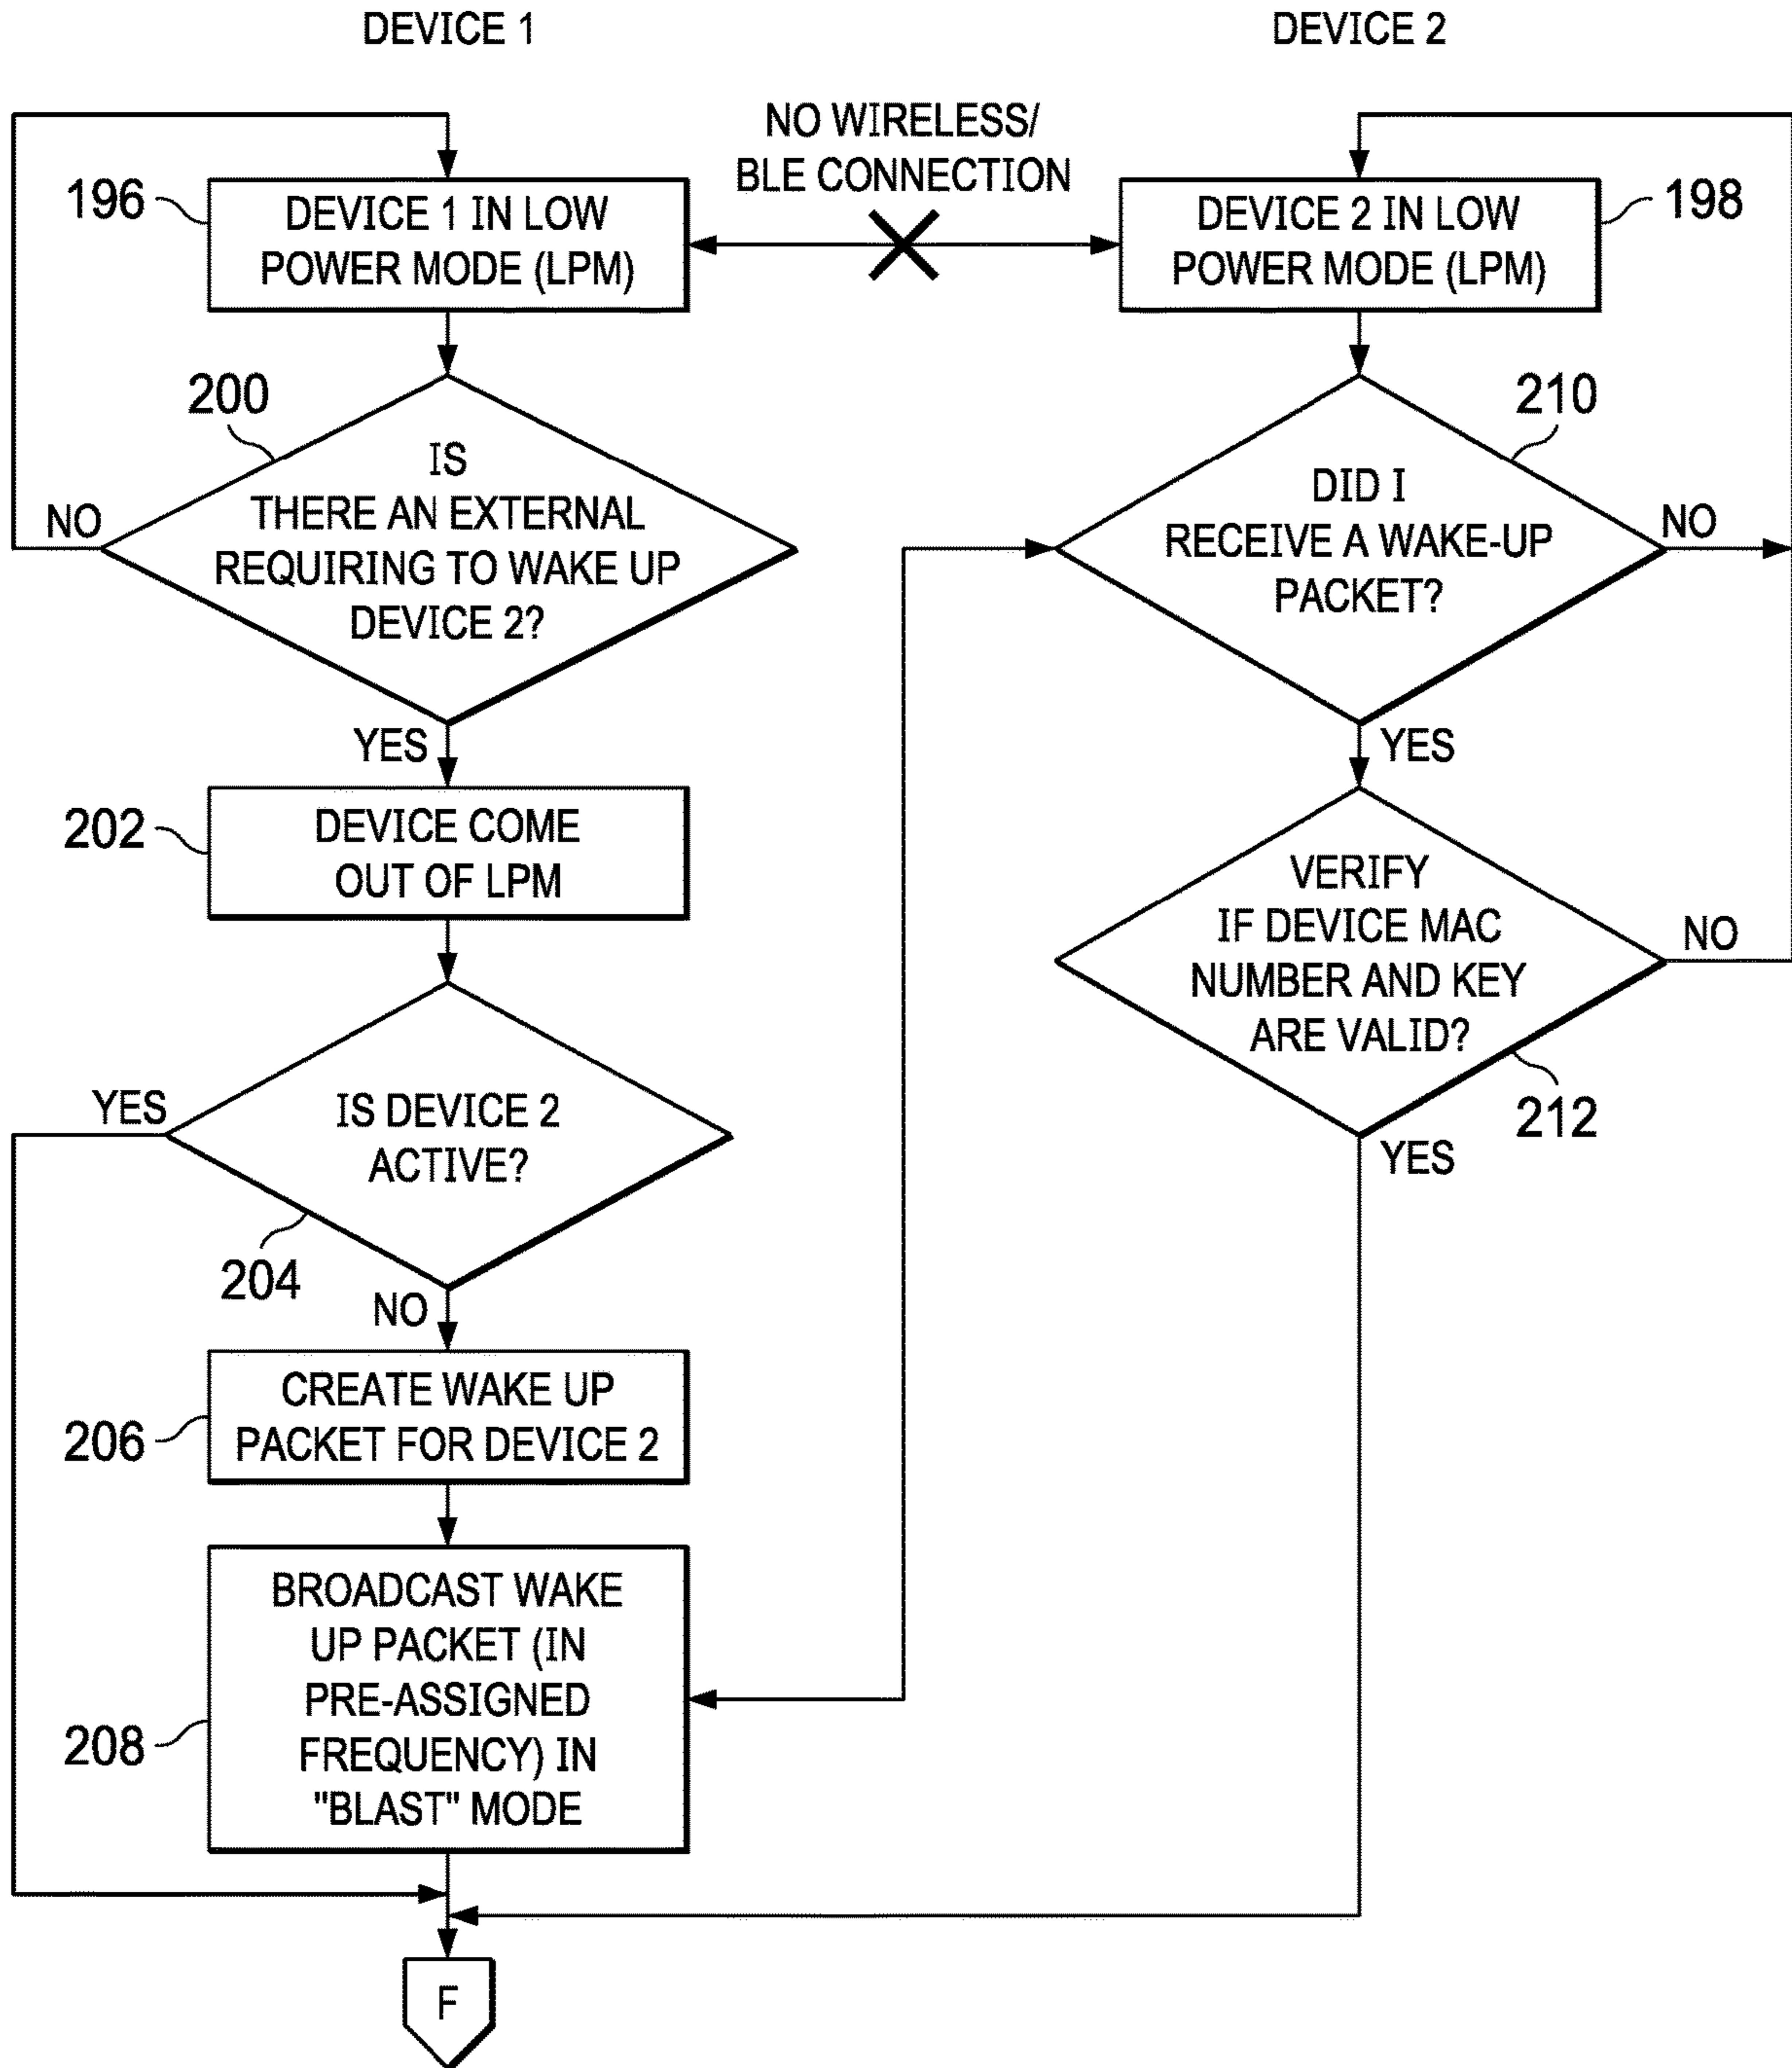 DEVICE 1
DEVICE 2
NO WIRELESS/
BLE CONNECTION
196
DEVICE 1 IN LOW
POWER MODE (LPM)
DEVICE 2 IN LOW
POWER MODE (LPM)
198
200
IS
THERE AN EXTERNAL
REQUIRING TO WAKE UP
DEVICE 2?
NO
YES
210
DID I
RECEIVE A WAKE-UP
PACKET?
NO
YES
202
DEVICE COME
OUT OF LPM
VERIFY
IF DEVICE MAC
NUMBER AND KEY
ARE VALID?
NO
212
YES
YES
IS DEVICE 2
ACTIVE?
204
NO
206
CREATE WAKE UP
PACKET FOR DEVICE 2
208
BROADCAST WAKE
UP PACKET (IN
PRE-ASSIGNED
FREQUENCY) IN
"BLAST" MODE
F